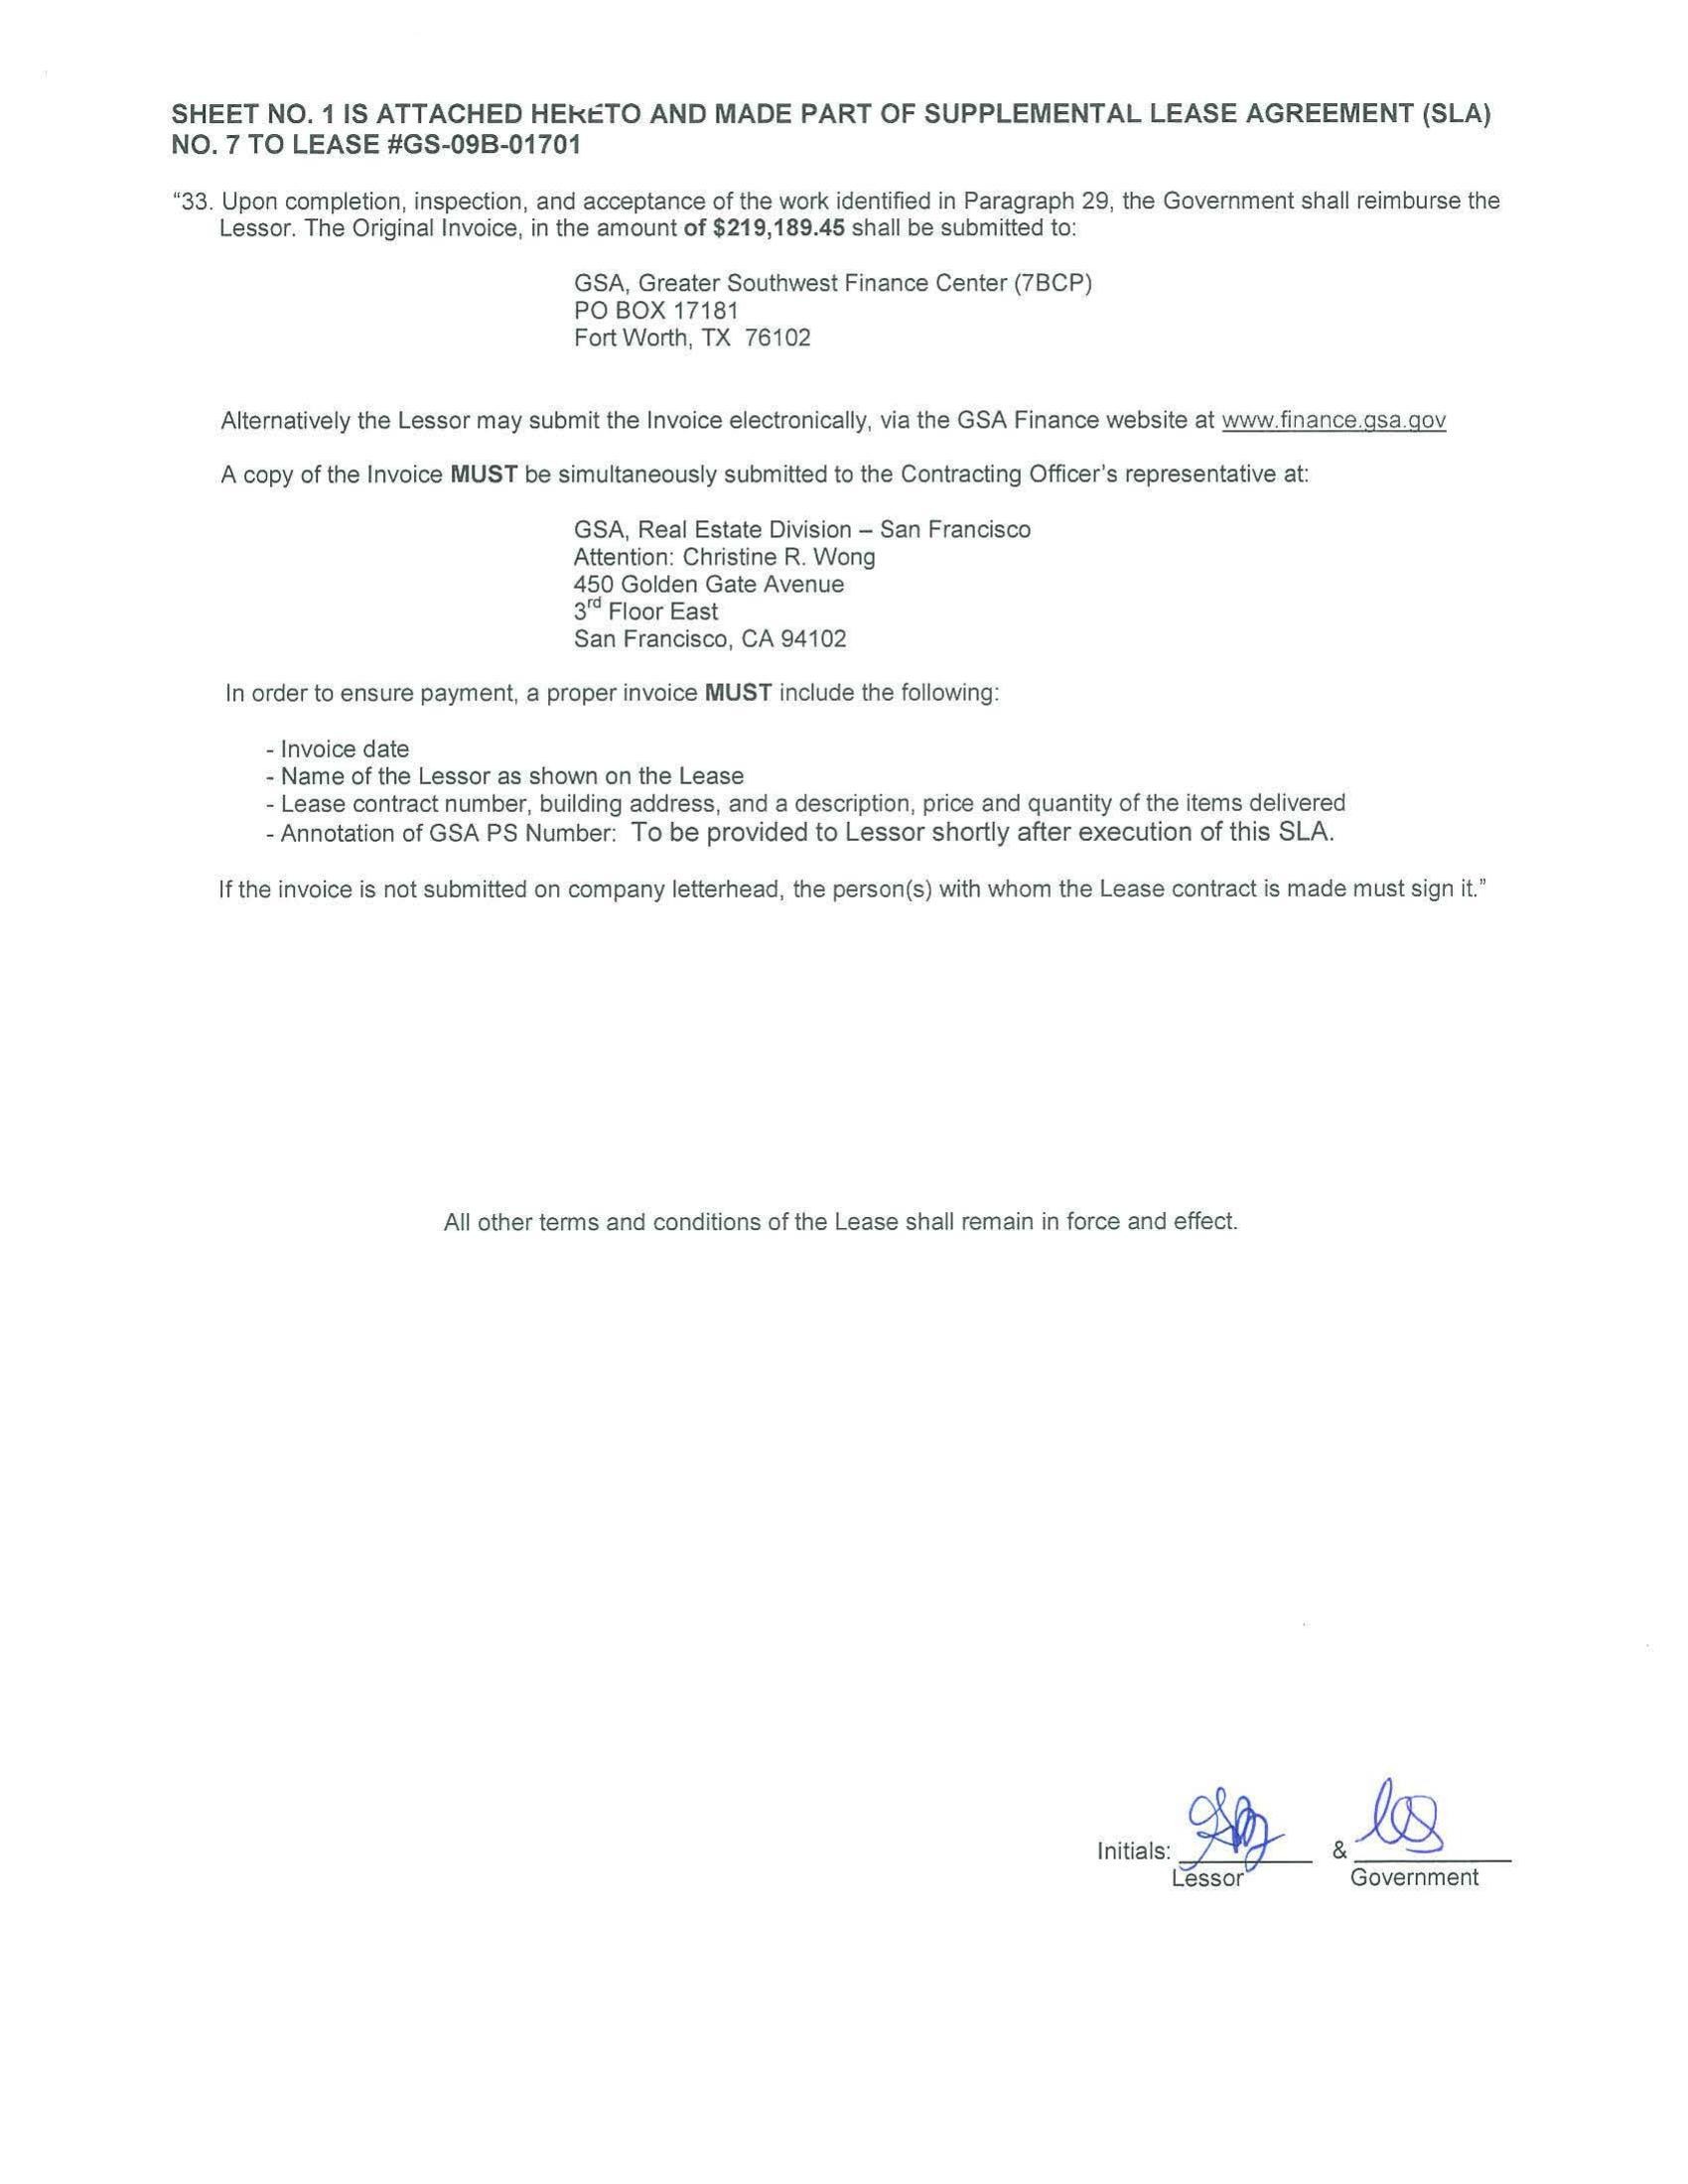 SHEET NO. 1 IS ATTACHED HERETO AND MADE PART OF SUPPLEMENTAL LEASE AGREEMENT (SLA)
NO. 7 TO LEASE #GS-09B-01701
“33. Upon completion, inspection, and acceptance of the work identified in Paragraph 29, the Government shall reimburse the
Lessor. The Original Invoice, in the amount of $219,189.45 shall be submitted to:
GSA, Greater Southwest Finance Center (7BCP)
PO BOX 17181
Fort Worth, TX 76102
Alternatively the Lessor may submit the Invoice electronically, via the GSA Finance website at www.finance.gsa.gov
A copy of the Invoice MUST be simultaneously submitted to the Contracting Officer's representative at:
GSA, Real Estate Division – San Francisco
Attention: Christine R. Wong
450 Golden Gate Avenue
3rd Floor East
San Francisco, CA 94102
In order to ensure payment, a proper invoice MUST include the following:
- Invoice date
- Name of the Lessor as shown on the Lease
- Lease contract number, building address, and a description, price and quantity of the items delivered
- Annotation of GSA PS Number: To be provided to Lessor shortly after execution of this SLA.
If the invoice is not submitted on company letterhead, the person(s) with whom the Lease contract is made must sign it.”
All other terms and conditions of the Lease shall remain in force and effect.
Initials: &
Lessor Government